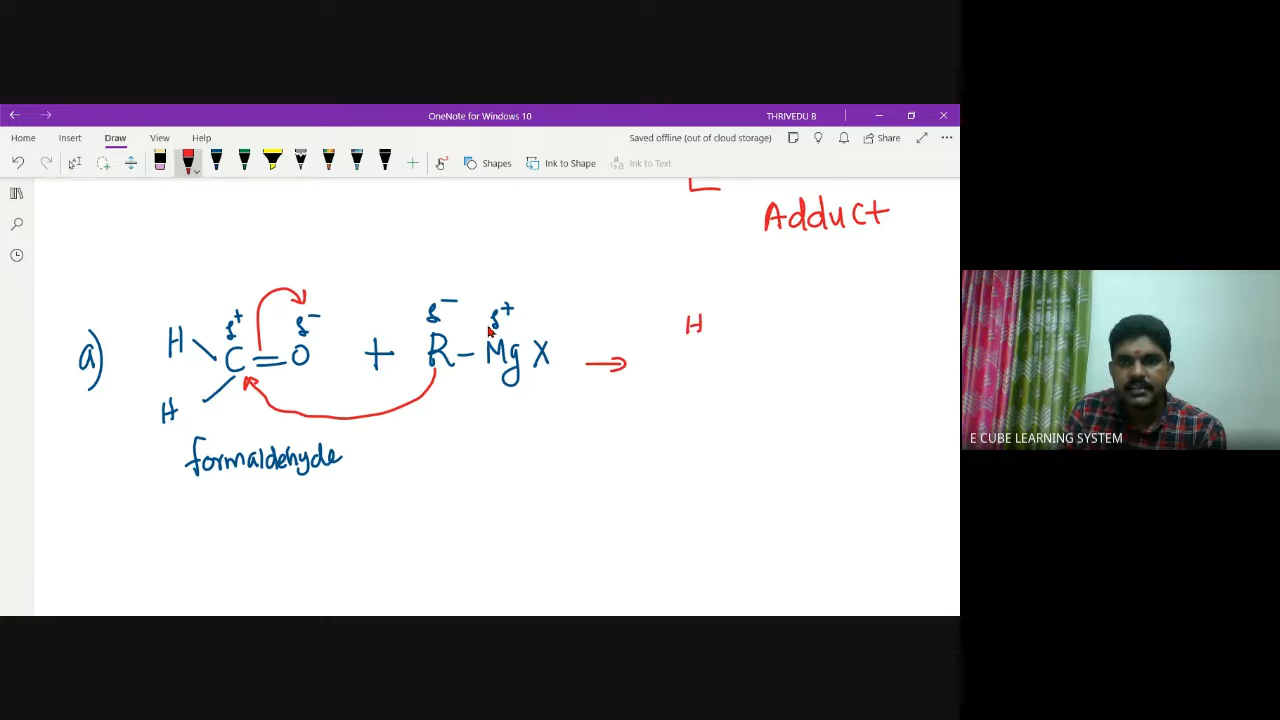 OneNote for Windows 10
THRIVEDU B
Home Insert Draw View Help
Saved offline (out of cloud storage)
Share
Shapes
Ink to Shape
Ink to Text
Adduct
a)
H
H
δ+ δ-
C=O
+
δ- δ+
R-MgX
→
H
formaldehyde
E CUBE LEARNING SYSTEM